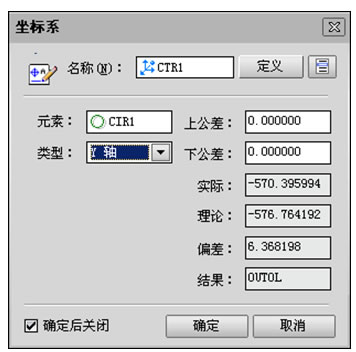 坐标系
名称(N)： CTR1 定义
元素： CIR1 上公差： 0.000000
类型： 轴 下公差： 0.000000
实际： -570.395994
理论： -576.764192
偏差： 6.368198
结果： OUTOL
确定后关闭 确定 取消